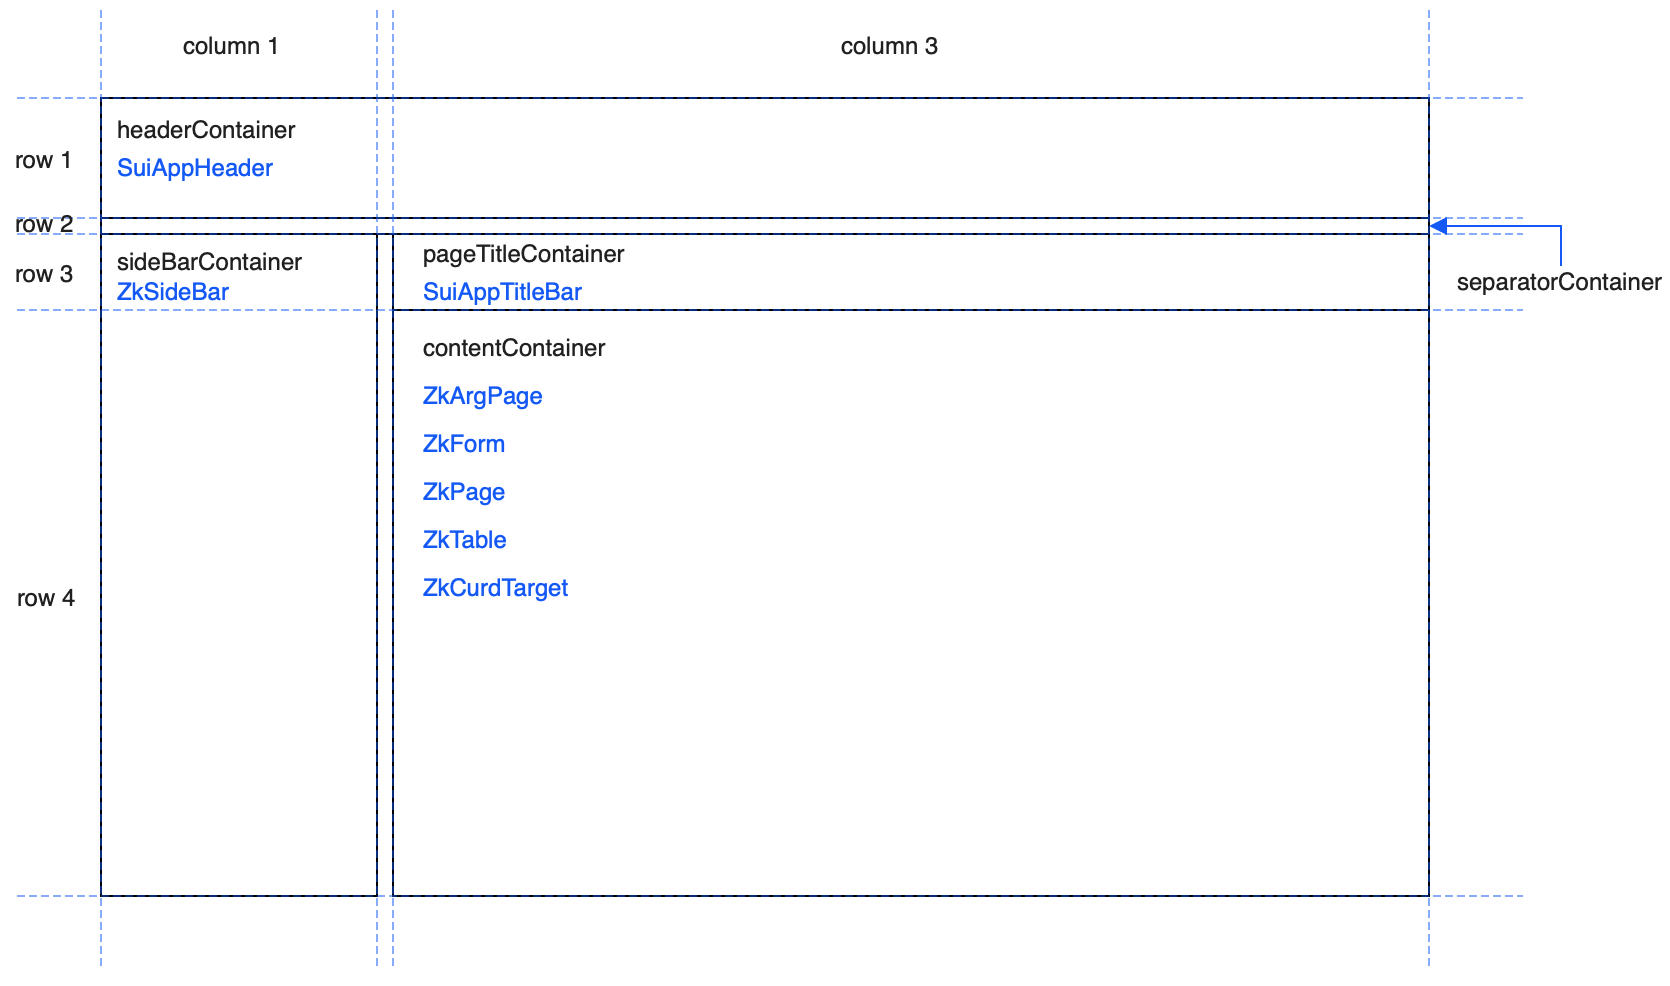 column 1
column 3
row 1
headerContainer
SuiAppHeader
row 2
row 3
sideBarContainer
ZkSideBar
pageTitleContainer
SuiAppTitleBar
separatorContainer
contentContainer
ZkArgPage
ZkForm
ZkPage
ZkTable
ZkCurdTarget
row 4